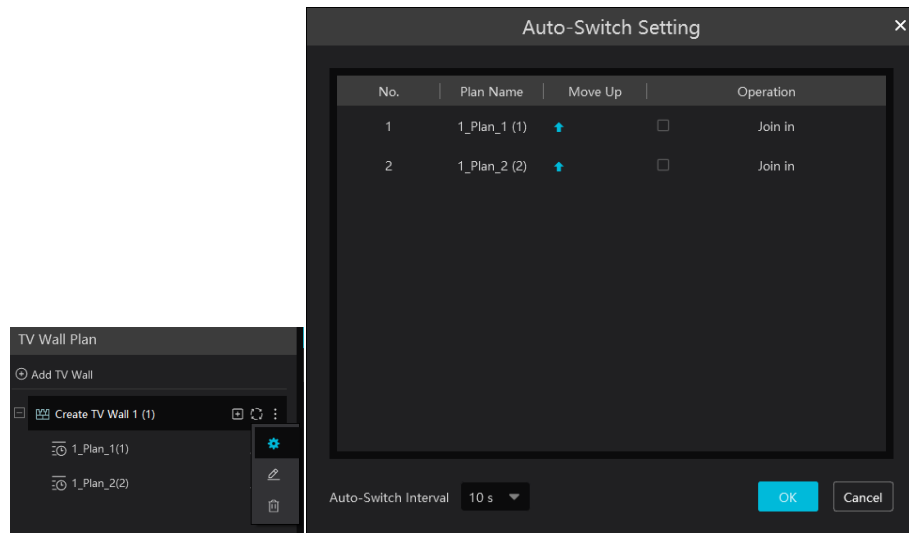 Auto-Switch Setting
No. Plan Name Move Up Operation
1 1_Plan_1 (1) Join in
2 1_Plan_2 (2) Join in
Auto-Switch Interval 10 s OK Cancel
TV Wall Plan
Add TV Wall
Create TV Wall 1 (1)
1_Plan_1(1)
1_Plan_2(2)